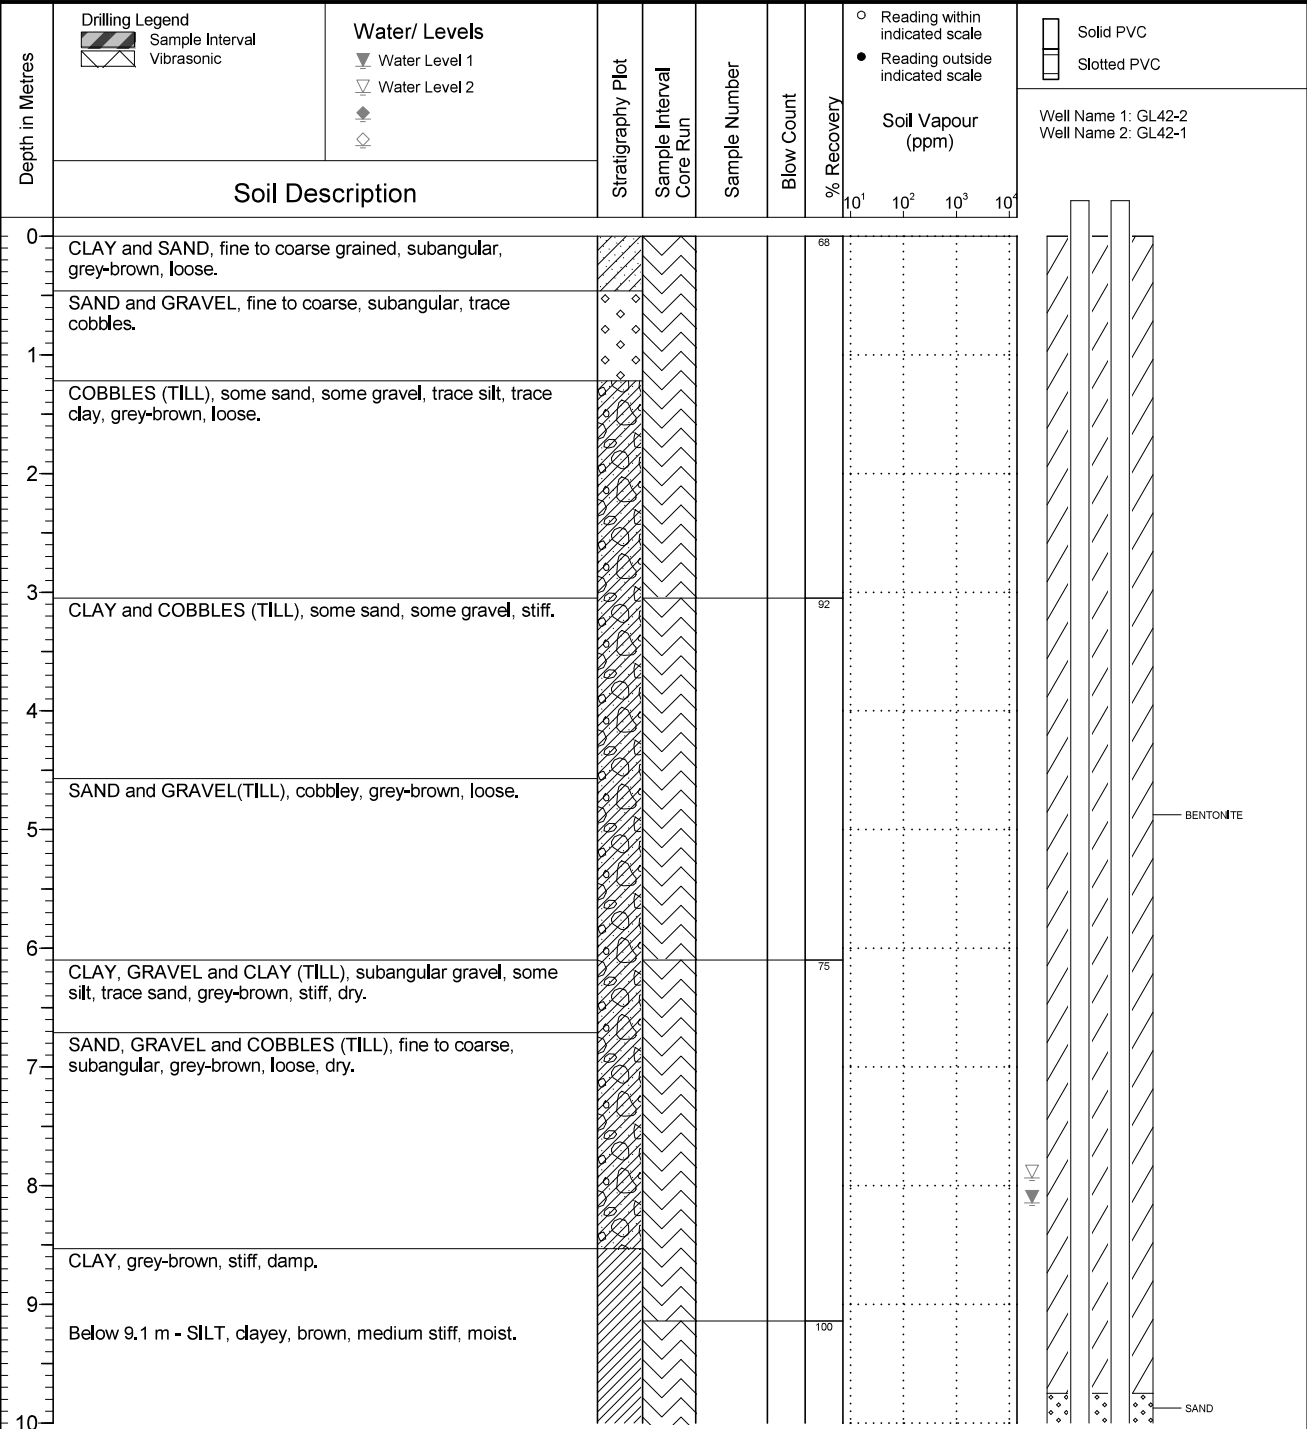 Depth in Metres
Drilling Legend
Sample Interval
Vibrasonic
Water/ Levels
Water Level 1
Water Level 2
Soil Description
Stratigraphy Plot
Sample Interval
Core Run
Sample Number
Blow Count
% Recovery
Reading within
indicated scale
Reading outside
indicated scale
Soil Vapour
(ppm)
10¹ 10² 10³ 10⁴
Solid PVC
Slotted PVC
Well Name 1: GL42-2
Well Name 2: GL42-1
0
CLAY and SAND, fine to coarse grained, subangular,
grey-brown, loose.
68
SAND and GRAVEL, fine to coarse, subangular, trace
cobbles.
1
COBBLES (TILL), some sand, some gravel, trace silt, trace
clay, grey-brown, loose.
2
3
CLAY and COBBLES (TILL), some sand, some gravel, stiff.
92
4
SAND and GRAVEL(TILL), cobbley, grey-brown, loose.
BENTONITE
5
6
CLAY, GRAVEL and CLAY (TILL), subangular gravel, some
silt, trace sand, grey-brown, stiff, dry.
75
SAND, GRAVEL and COBBLES (TILL), fine to coarse,
subangular, grey-brown, loose, dry.
7
8
CLAY, grey-brown, stiff, damp.
9
Below 9.1 m - SILT, clayey, brown, medium stiff, moist.
100
SAND
10